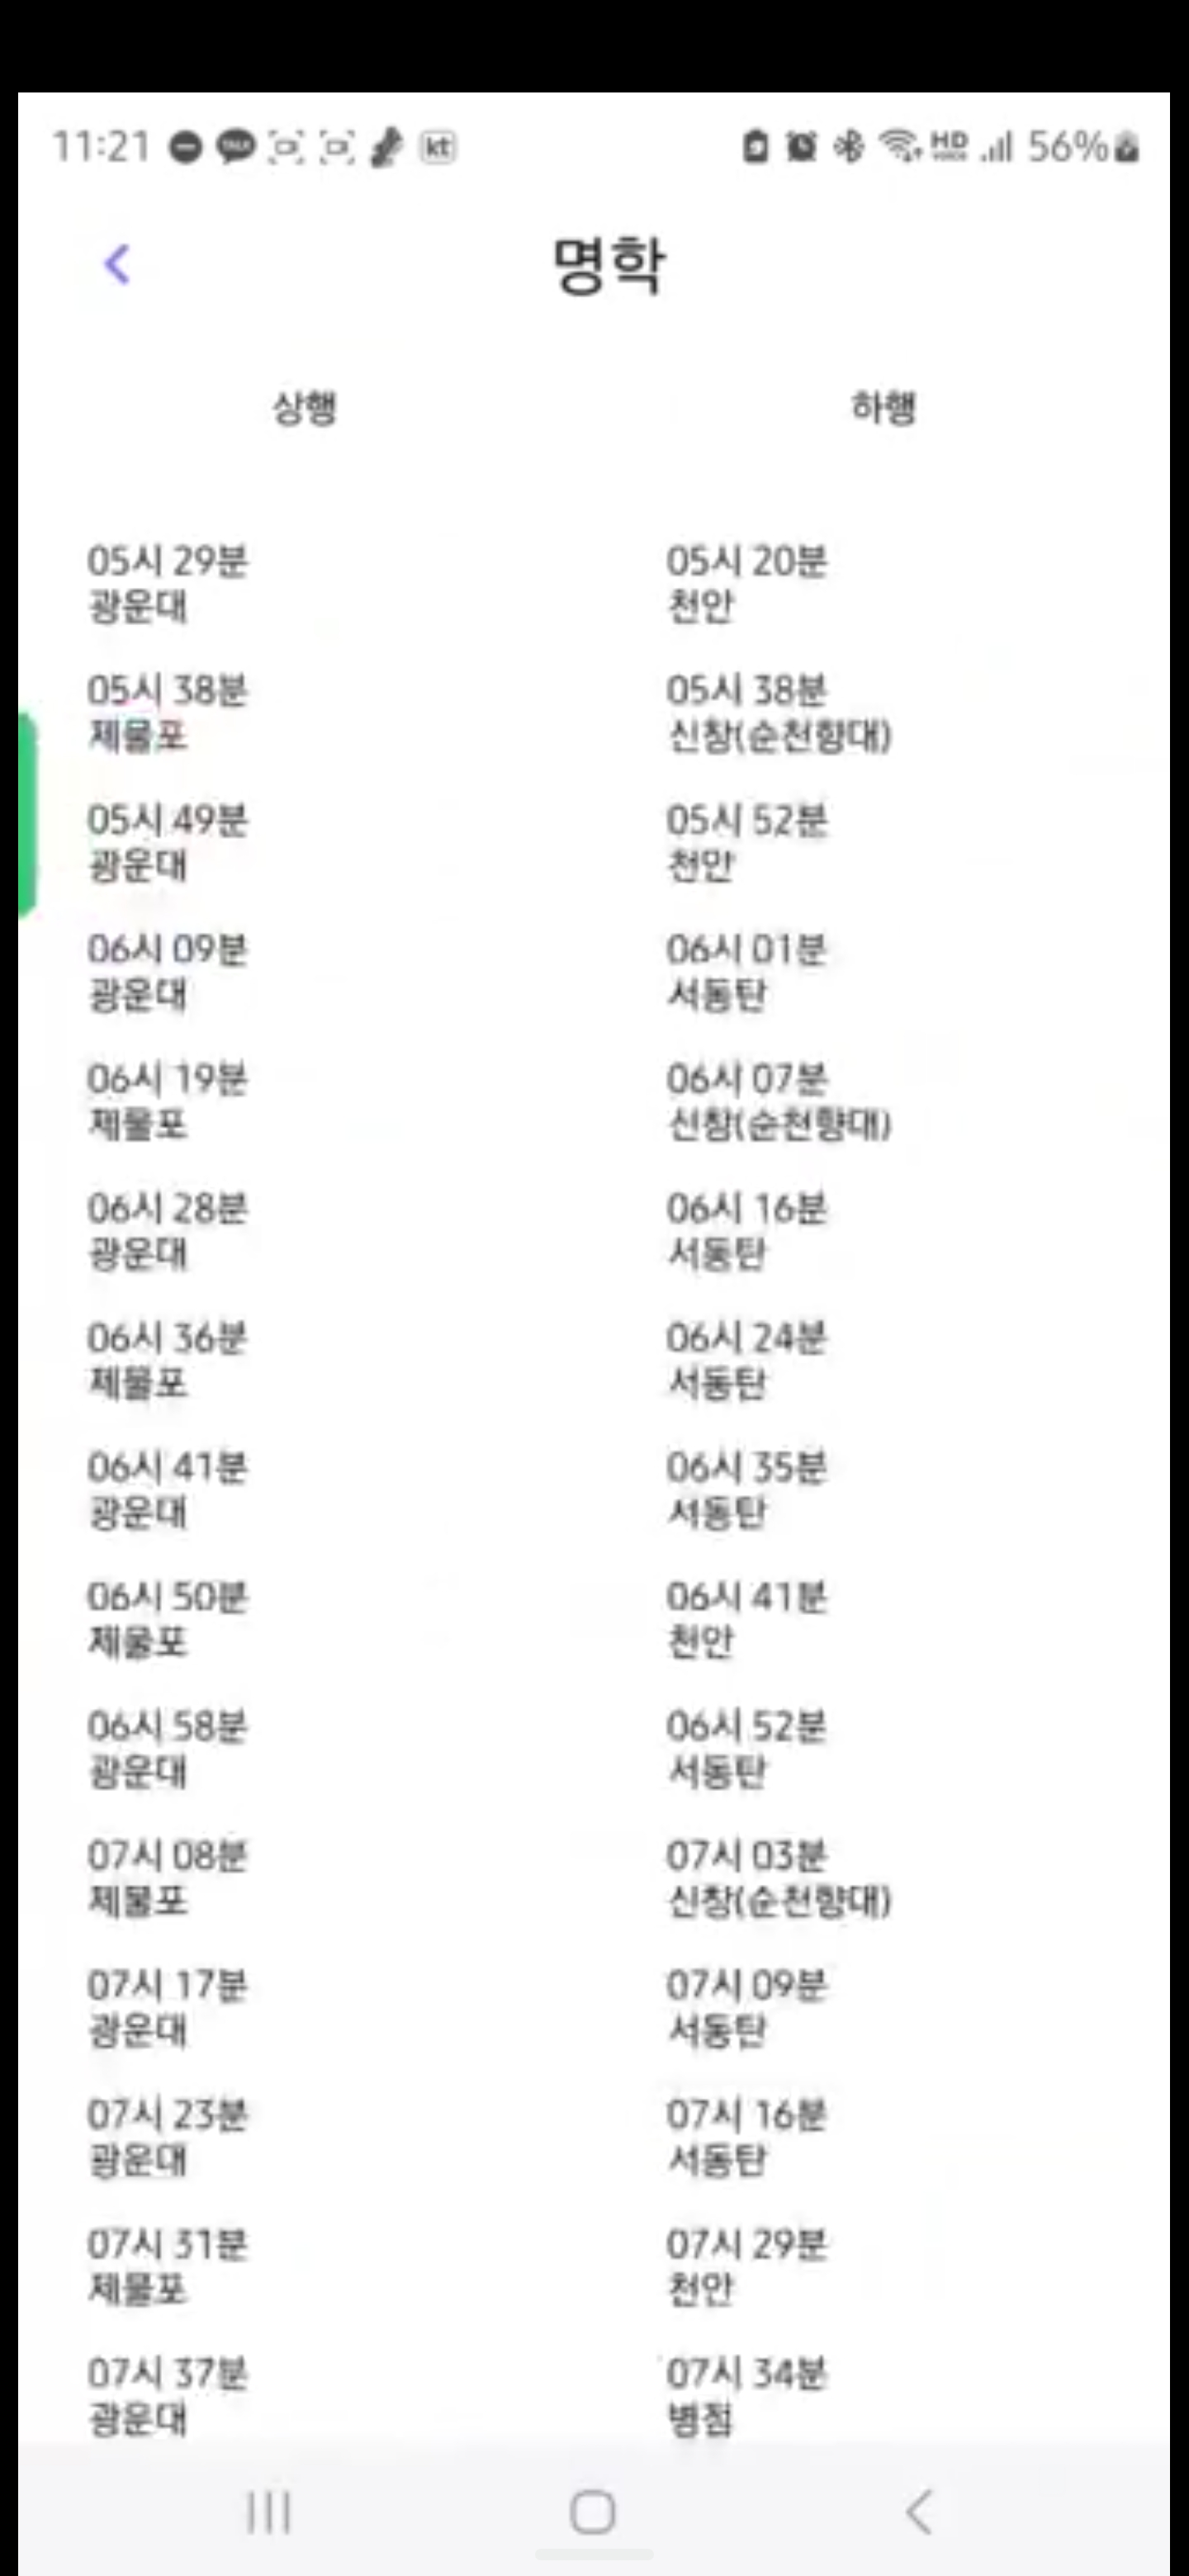 11:21 TALK kt HD VOICE 56%
명학
상행 하행
05시 29분 05시 20분
광운대 천안
05시 38분 05시 38분
제물포 신창(순천향대)
05시 49분 05시 52분
광운대 천안
06시 09분 06시 01분
광운대 서동탄
06시 19분 06시 07분
제물포 신창(순천향대)
06시 28분 06시 16분
광운대 서동탄
06시 36분 06시 24분
제물포 서동탄
06시 41분 06시 35분
광운대 서동탄
06시 50분 06시 41분
제물포 천안
06시 58분 06시 52분
광운대 서동탄
07시 08분 07시 03분
제물포 신창(순천향대)
07시 17분 07시 09분
광운대 서동탄
07시 23분 07시 16분
광운대 서동탄
07시 31분 07시 29분
제물포 천안
07시 37분 07시 34분
광운대 병점